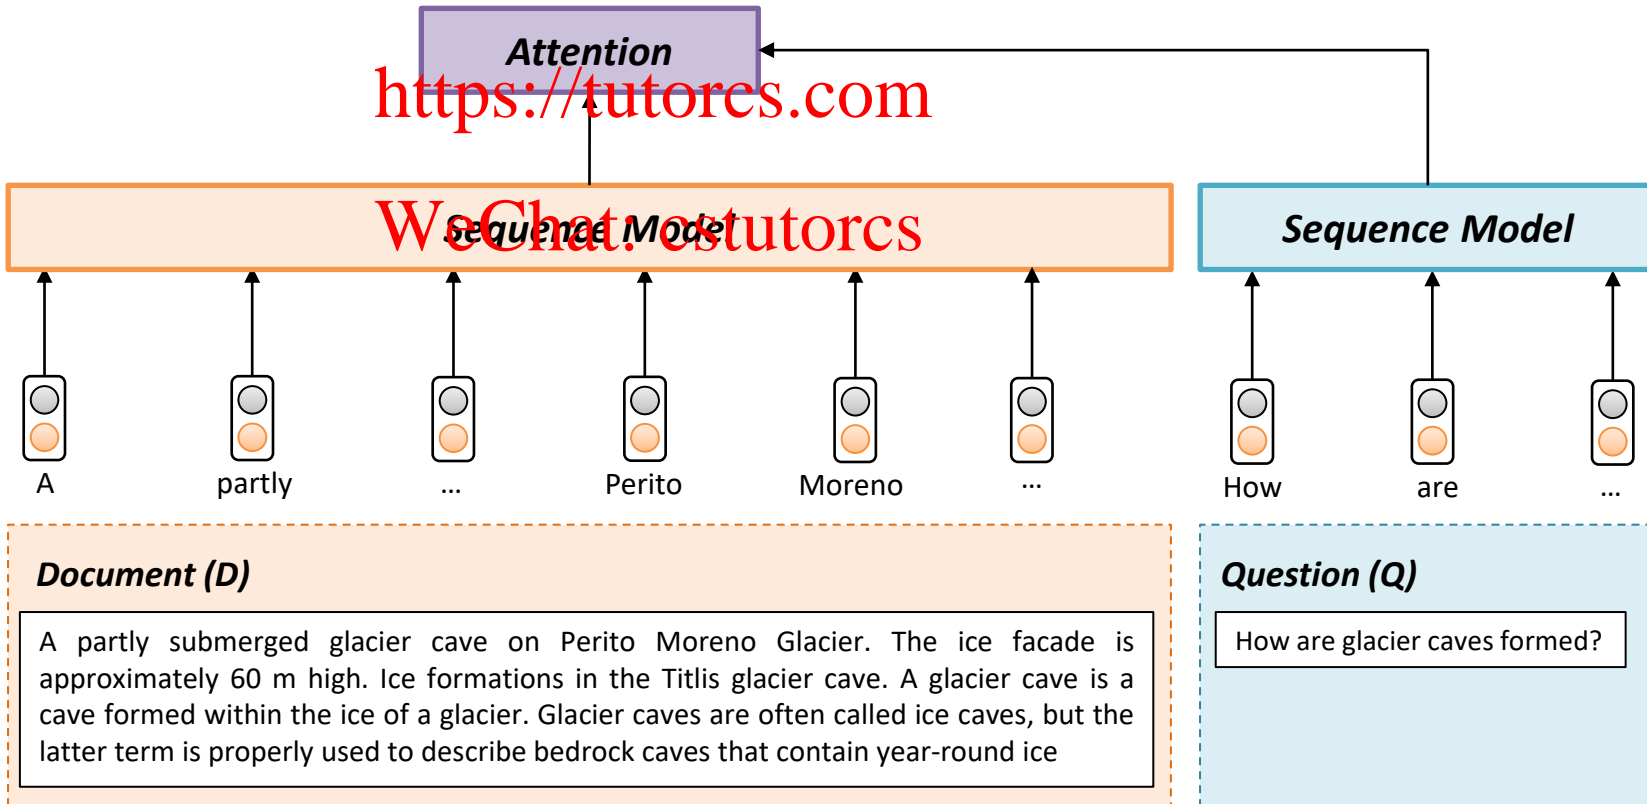 Attention
https://tutorcs.com
Sequence Model
WeChat: cstutorcs
Sequence Model
A partly ... Perito Moreno ... How are ...
Document (D)
A partly submerged glacier cave on Perito Moreno Glacier. The ice facade is
approximately 60 m high. Ice formations in the Titlis glacier cave. A glacier cave is a
cave formed within the ice of a glacier. Glacier caves are often called ice caves, but the
latter term is properly used to describe bedrock caves that contain year-round ice
Question (Q)
How are glacier caves formed?